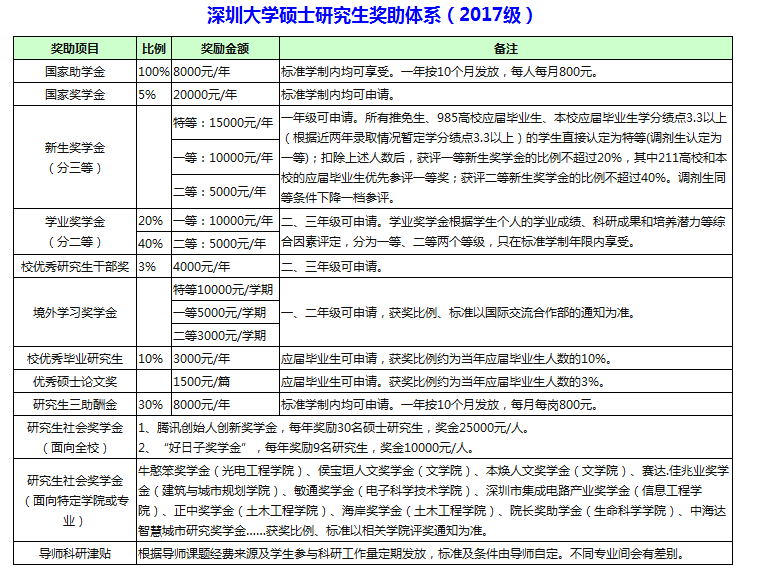 深圳大学硕士研究生奖助体系（2017级）
奖助项目 比例 奖励金额 备注
国家助学金 100% 8000元/年 标准学制内均可享受。一年按10个月发放，每人每月800元。
国家奖学金 5% 20000元/年 标准学制内均可申请。
新生奖学金
（分三等）
特等：15000元/年
一等：10000元/年
二等：5000元/年
一年级可申请。所有推免生、985高校应届毕业生、本校应届毕业生学分绩点3.3以上
（根据近两年录取情况暂定学分绩点3.3以上）的学生直接认定为特等(调剂生认定为
一等)；扣除上述人数后，获评一等新生奖学金的比例不超过20%，其中211高校和本
校的应届毕业生优先参评一等奖；获评二等新生奖学金的比例不超过40%。调剂生同
等条件下降一档参评。
学业奖学金
（分二等）
20% 一等：10000元/年
40% 二等：5000元/年
二、三年级可申请。学业奖学金根据学生个人的学业成绩、科研成果和培养潜力等综
合因素评定，分为一等、二等两个等级，只在标准学制年限内享受。
校优秀研究生干部奖 3% 4000元/年 二、三年级可申请。
境外学习奖学金
特等10000元/学期
一等5000元/学期
二等3000元/学期
一、二年级可申请，获奖比例、标准以国际交流合作部的通知为准。
校优秀毕业研究生 10% 3000元/年 应届毕业生可申请，获奖比例约为当年应届毕业生人数的10%。
优秀硕士论文奖 1500元/篇 应届毕业生可申请。获奖比例约为当年应届毕业生人数的3%。
研究生三助酬金 30% 8000元/年 标准学制内均可申请。一年按10个月发放，每月每岗800元。
研究生社会奖学金
（面向全校）
1、腾讯创始人创新奖学金，每年奖励30名硕士研究生，奖金25000元/人。
2、“好日子奖学金”，每年奖励9名研究生，奖金10000元/人。
研究生社会奖学金
（面向特定学院或专
业）
牛憨笨奖学金（光电工程学院）、侯宝垣人文奖学金（文学院）、本焕人文奖学金（文学院）、赛达.佳兆业奖学
金（建筑与城市规划学院）、敏通奖学金（电子科学技术学院）、深圳市集成电路产业奖学金（信息工程学
院）、正中奖学金（土木工程学院）、海岸奖学金（土木工程学院）、院长奖助学金（生命科学学院）、中海达
智慧城市研究奖学金......获奖比例、标准以相关学院评奖通知为准。
导师科研津贴 根据导师课题经费来源及学生参与科研工作量定期发放，标准及条件由导师自定。不同专业间会有差别。